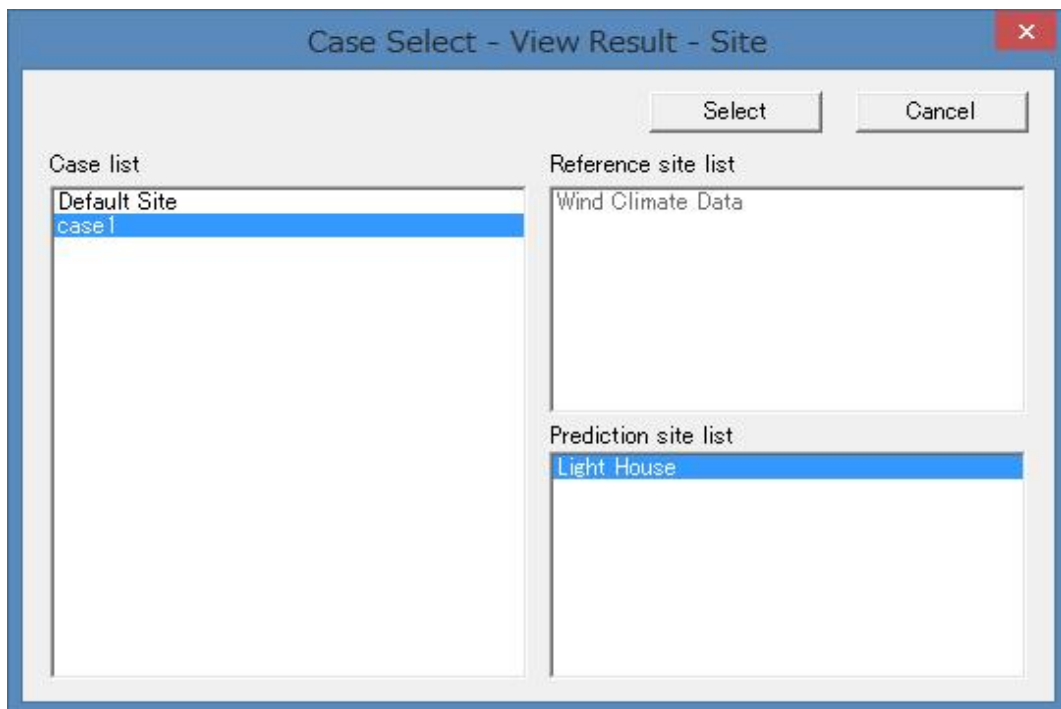 Case Select - View Result - Site
Select
Cancel
Case list
Default Site
case1
Reference site list
Wind Climate Data
Prediction site list
Light House